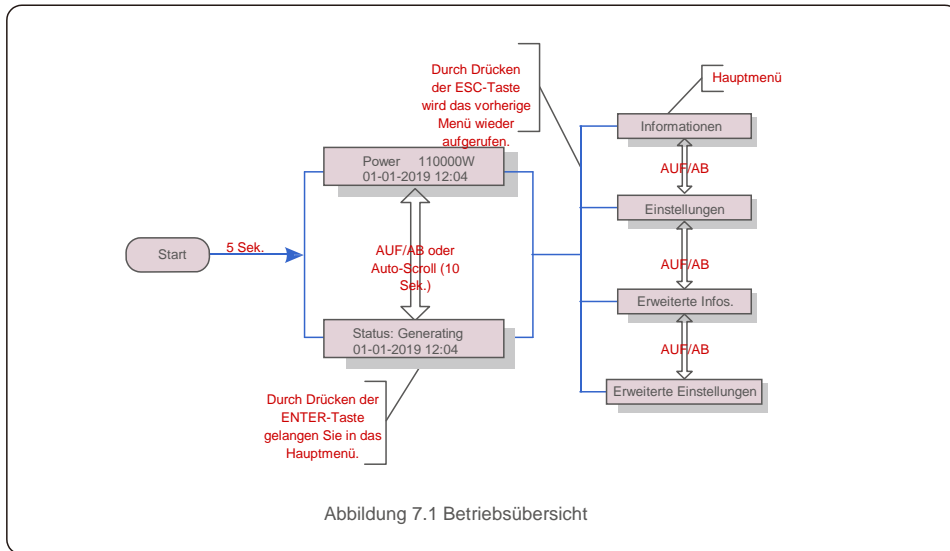 Durch Drücken
der ESC-Taste
wird das vorherige
Menü wieder
aufgerufen.
Hauptmenü
Informationen
Power 110000W
01-01-2019 12:04
AUF/AB
Einstellungen
Start
5 Sek.
AUF/AB oder
Auto-Scroll (10
Sek.)
AUF/AB
Erweiterte Infos.
Status: Generating
01-01-2019 12:04
AUF/AB
Erweiterte Einstellungen
Durch Drücken der
ENTER-Taste
gelangen Sie in das
Hauptmenü.
Abbildung 7.1 Betriebsübersicht